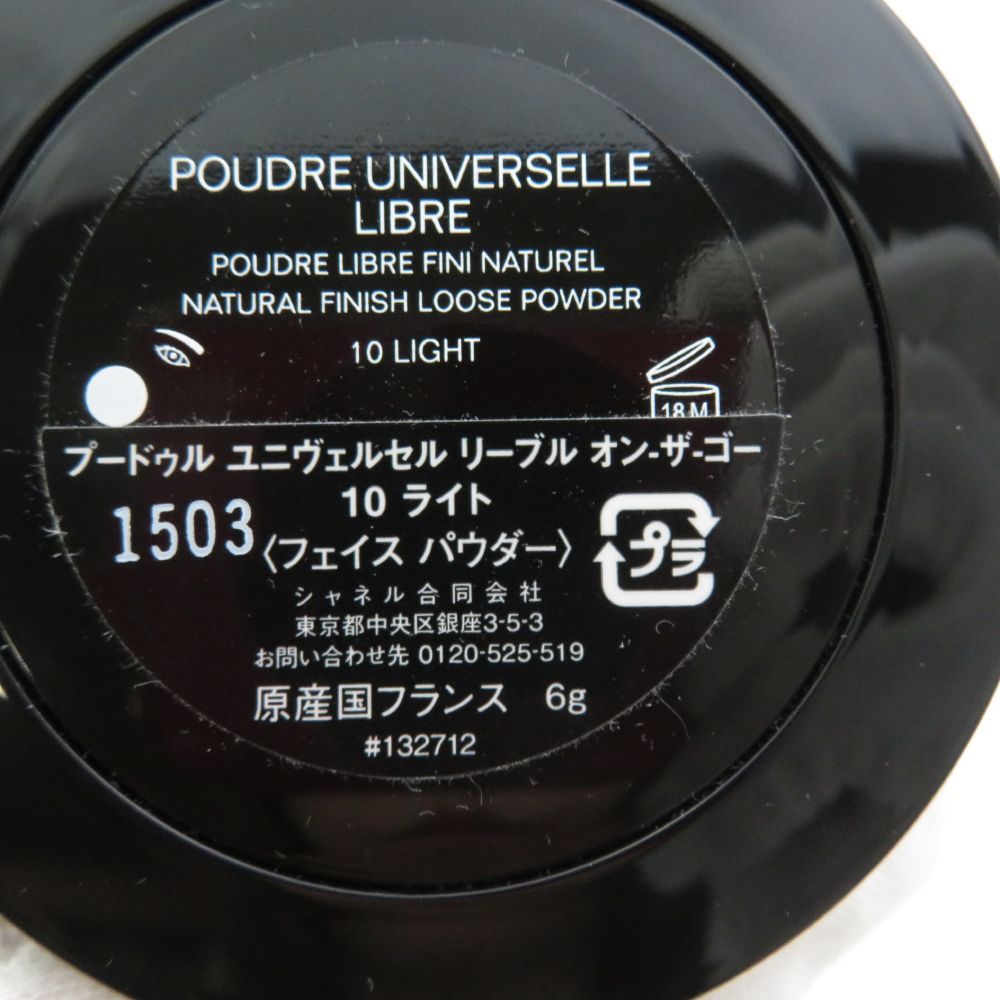 POUDRE UNIVERSELLE
LIBRE
POUDRE LIBRE FINI NATUREL
NATURAL FINISH LOOSE POWDER
10 LIGHT
18 M
プードゥル ユニヴェルセル リーブル オン-ザ-ゴー
10 ライト
1503
〈フェイス パウダー〉
プラ
シャネル合同会社
東京都中央区銀座3-5-3
お問い合わせ先 0120-525-519
原産国フランス 6g
#132712